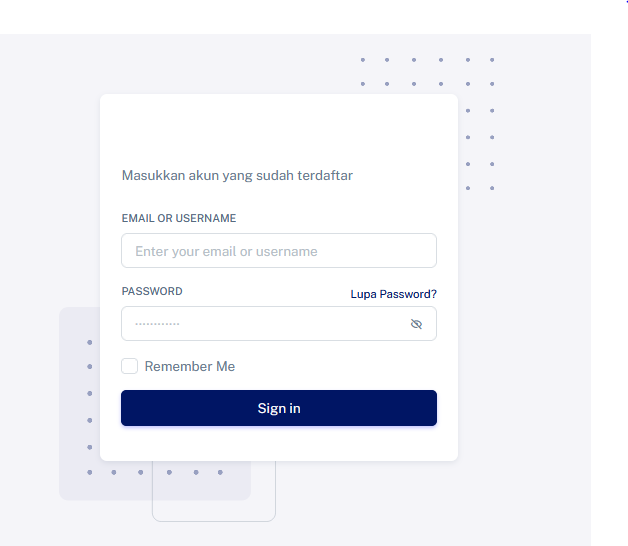 Masukkan akun yang sudah terdaftar
EMAIL OR USERNAME
Enter your email or username
PASSWORD
Lupa Password?
············
Remember Me
Sign in